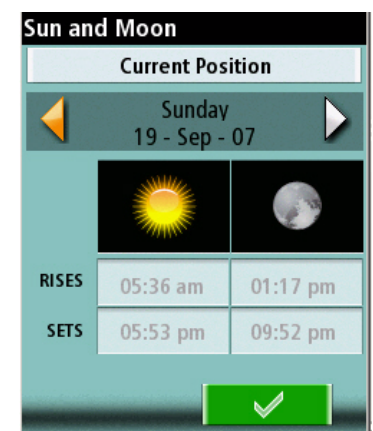 Sun and Moon
Current Position
Sunday
19 - Sep - 07
RISES 05:36 am 01:17 pm
SETS 05:53 pm 09:52 pm